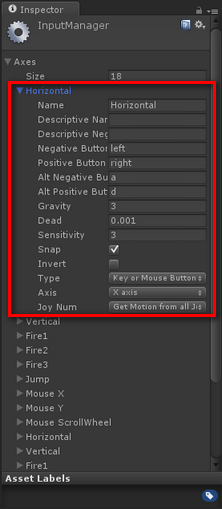 Inspector
InputManager
Axes
Size 18
Horizontal
Name Horizontal
Descriptive Nar
Descriptive Neg
Negative Button left
Positive Button right
Alt Negative Bu a
Alt Positive But d
Gravity 3
Dead 0.001
Sensitivity 3
Snap
Invert
Type Key or Mouse Button
Axis X axis
Joy Num Get Motion from all Jo
Vertical
Fire1
Fire2
Fire3
Jump
Mouse X
Mouse Y
Mouse ScrollWheel
Horizontal
Vertical
Fire1
Asset Labels